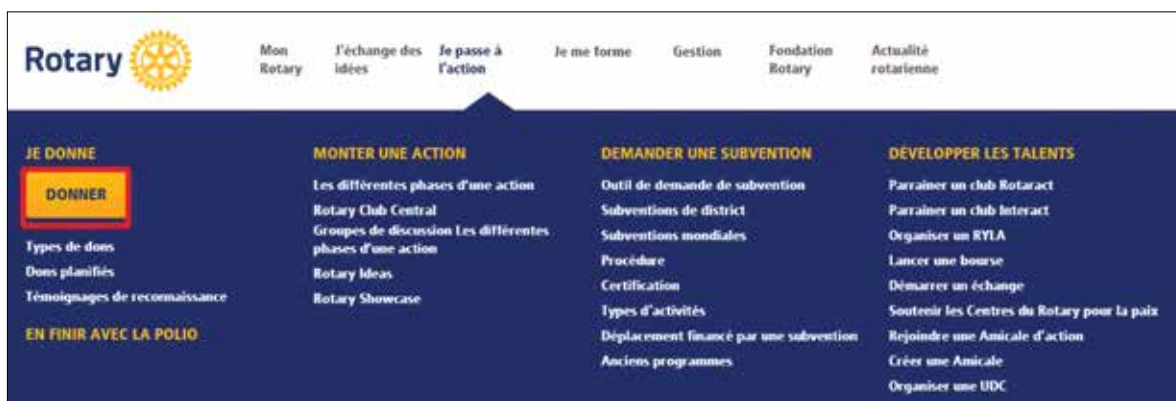 Rotary
Mon
Rotary
J'échange des
idées
Je passe à
l'action
Je me forme
Gestion
Fondation
Rotary
Actualité
rotarienne
JE DONNE
DONNER
Types de dons
Dons planifiés
Témoignages de reconnaissance
EN FINIR AVEC LA POLIO
MONTER UNE ACTION
Les différentes phases d'une action
Rotary Club Central
Groupes de discussion Les différentes
phases d'une action
Rotary Ideas
Rotary Showcase
DEMANDER UNE SUBVENTION
Outil de demande de subvention
Subventions de district
Subventions mondiales
Procédure
Certification
Types d'activités
Déplacement financé par une subvention
Anciens programmes
DÉVELOPPER LES TALENTS
Parrainer un club Rotaract
Parrainer un club Interact
Organiser un RYLA
Lancer une bourse
Démarrer un échange
Soutenir les Centres du Rotary pour la paix
Rejoindre une Amicale d'action
Créer une Amicale
Organiser une UDC